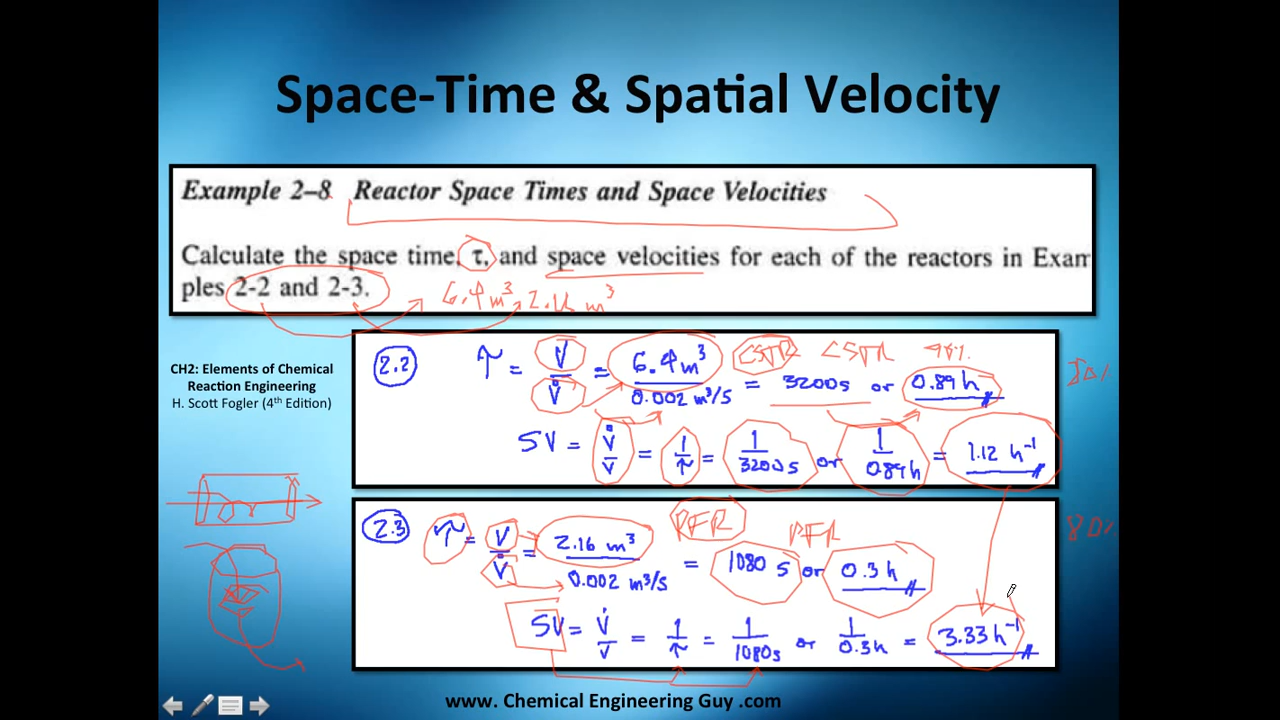 Space-Time & Spatial Velocity
Example 2–8 Reactor Space Times and Space Velocities
Calculate the space time, τ, and space velocities for each of the reactors in Exam
ples 2-2 and 2-3.
6.4 m³ 2.16 m³
CH2: Elements of Chemical
Reaction Engineering
H. Scott Fogler (4th Edition)
2.2 τ = V / V̇ = 6.4 m³ / 0.002 m³/s = 3200 s or 0.89 h
CSTR CSTR
SV = V̇ / V = 1 / τ = 1 / 3200 s or 1 / 0.89 h = 1.12 h⁻¹
2.3 τ = V / V̇ = 2.16 m³ / 0.002 m³/s = 1080 s or 0.3 h
PFR PFR
80%
SV = V̇ / V = 1 / τ = 1 / 1080 s or 1 / 0.3 h = 3.33 h⁻¹
www. Chemical Engineering Guy .com